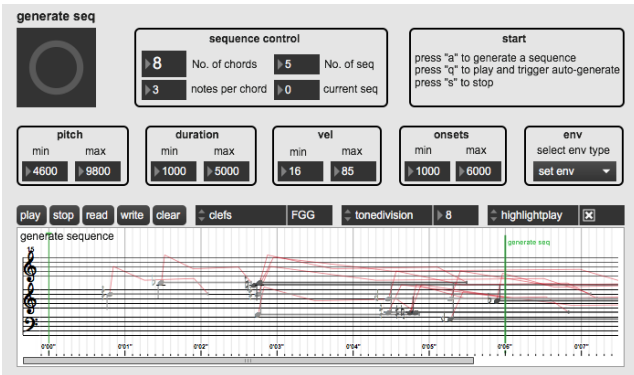 generate seq
sequence control
8 No. of chords 5 No. of seq
3 notes per chord 0 current seq
start
press "a" to generate a sequence
press "q" to play and trigger auto-generate
press "s" to stop
pitch
min max
4600 9800
duration
min max
1000 5000
vel
min max
16 85
onsets
min max
1000 6000
env
select env type
set env
play stop read write clear clefs FGG tonedivision 8 highlightplay
generate sequence
15
generate seq
0'00" 0'01" 0'02" 0'03" 0'04" 0'05" 0'06" 0'07"